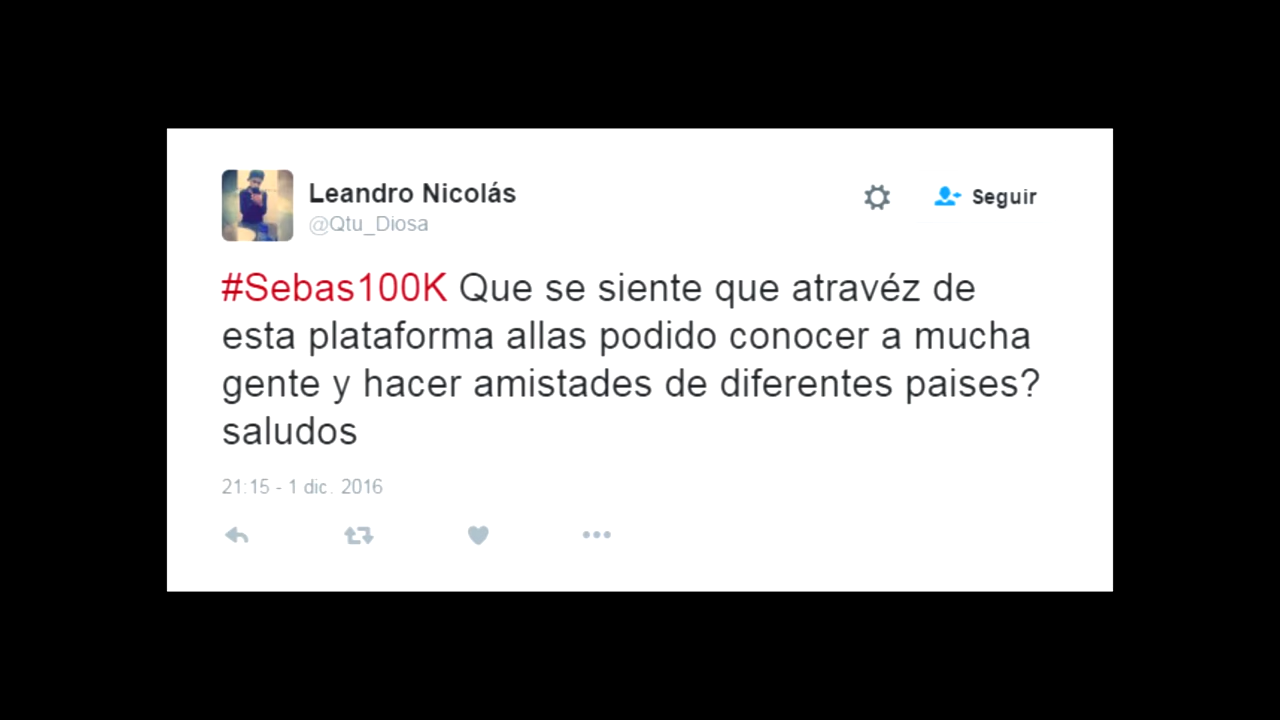 Leandro Nicolás
@Qtu_Diosa
Seguir
#Sebas100K Que se siente que atravéz de
esta plataforma allas podido conocer a mucha
gente y hacer amistades de diferentes paises?
saludos
21:15 - 1 dic. 2016